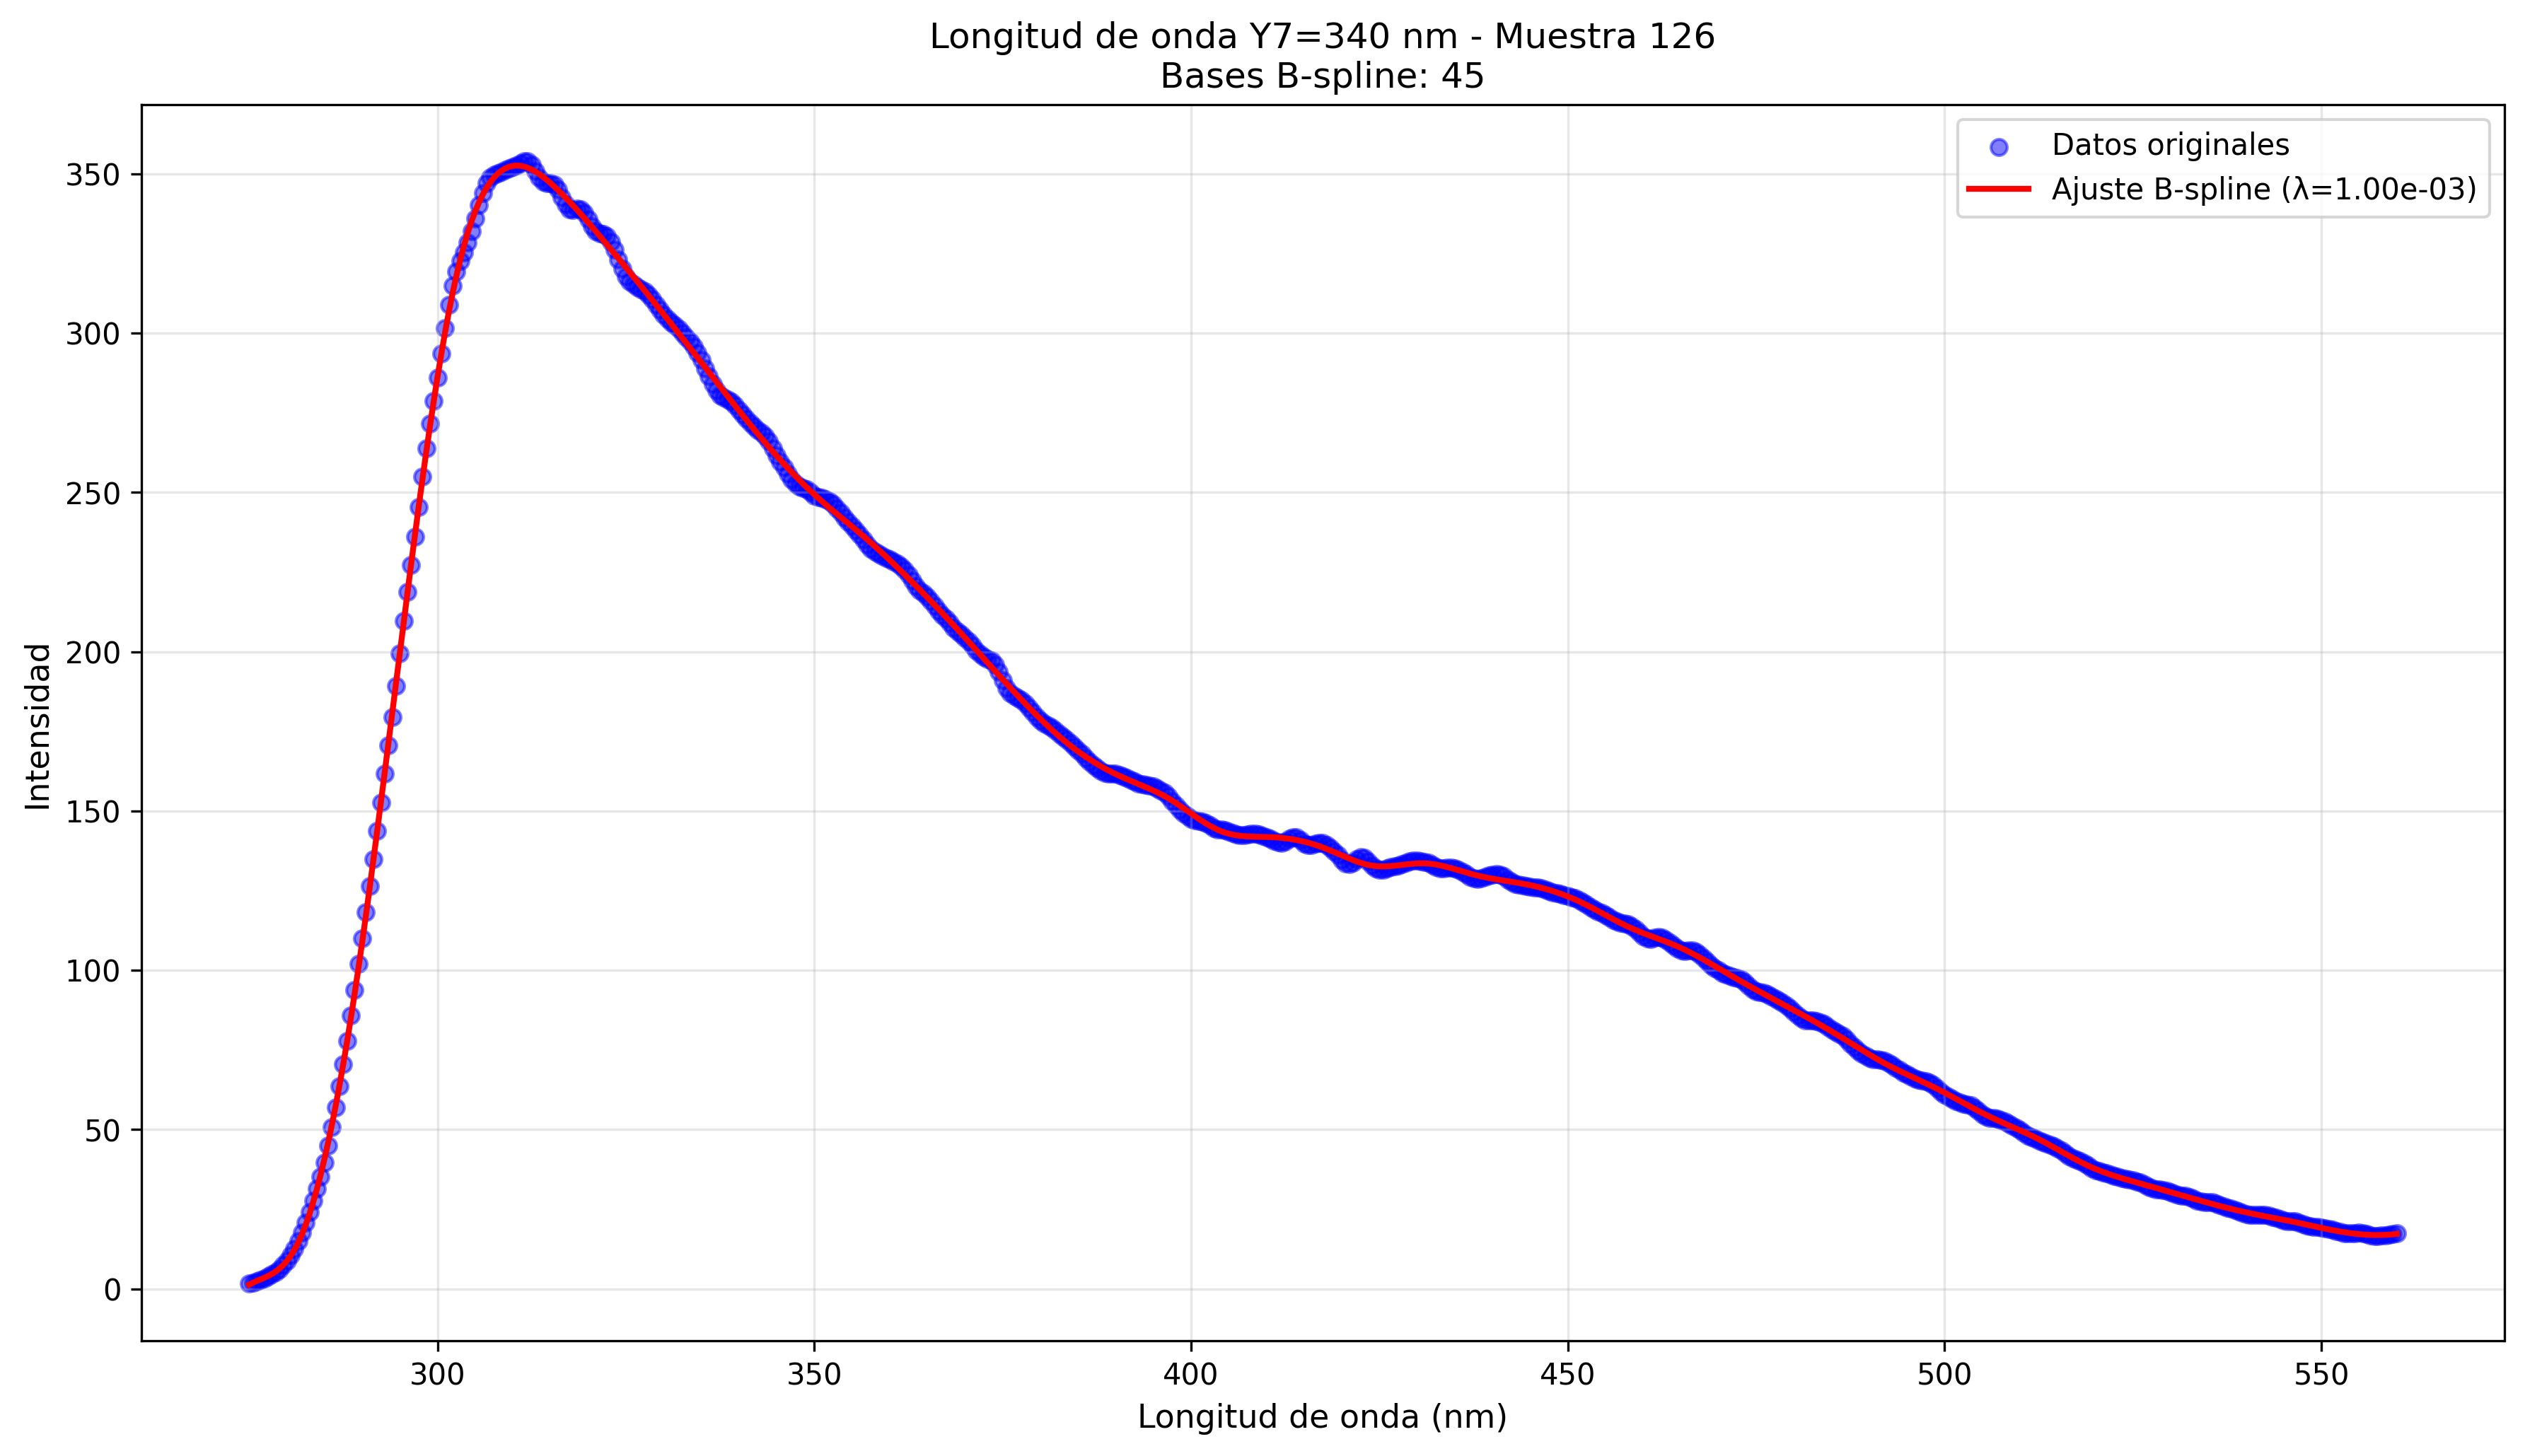 Longitud de onda Y7=340 nm - Muestra 126
Bases B-spline: 45
Datos originales
Ajuste B-spline (λ=1.00e-03)
Intensidad
350
300
250
200
150
100
50
0
300 350 400 450 500 550
Longitud de onda (nm)